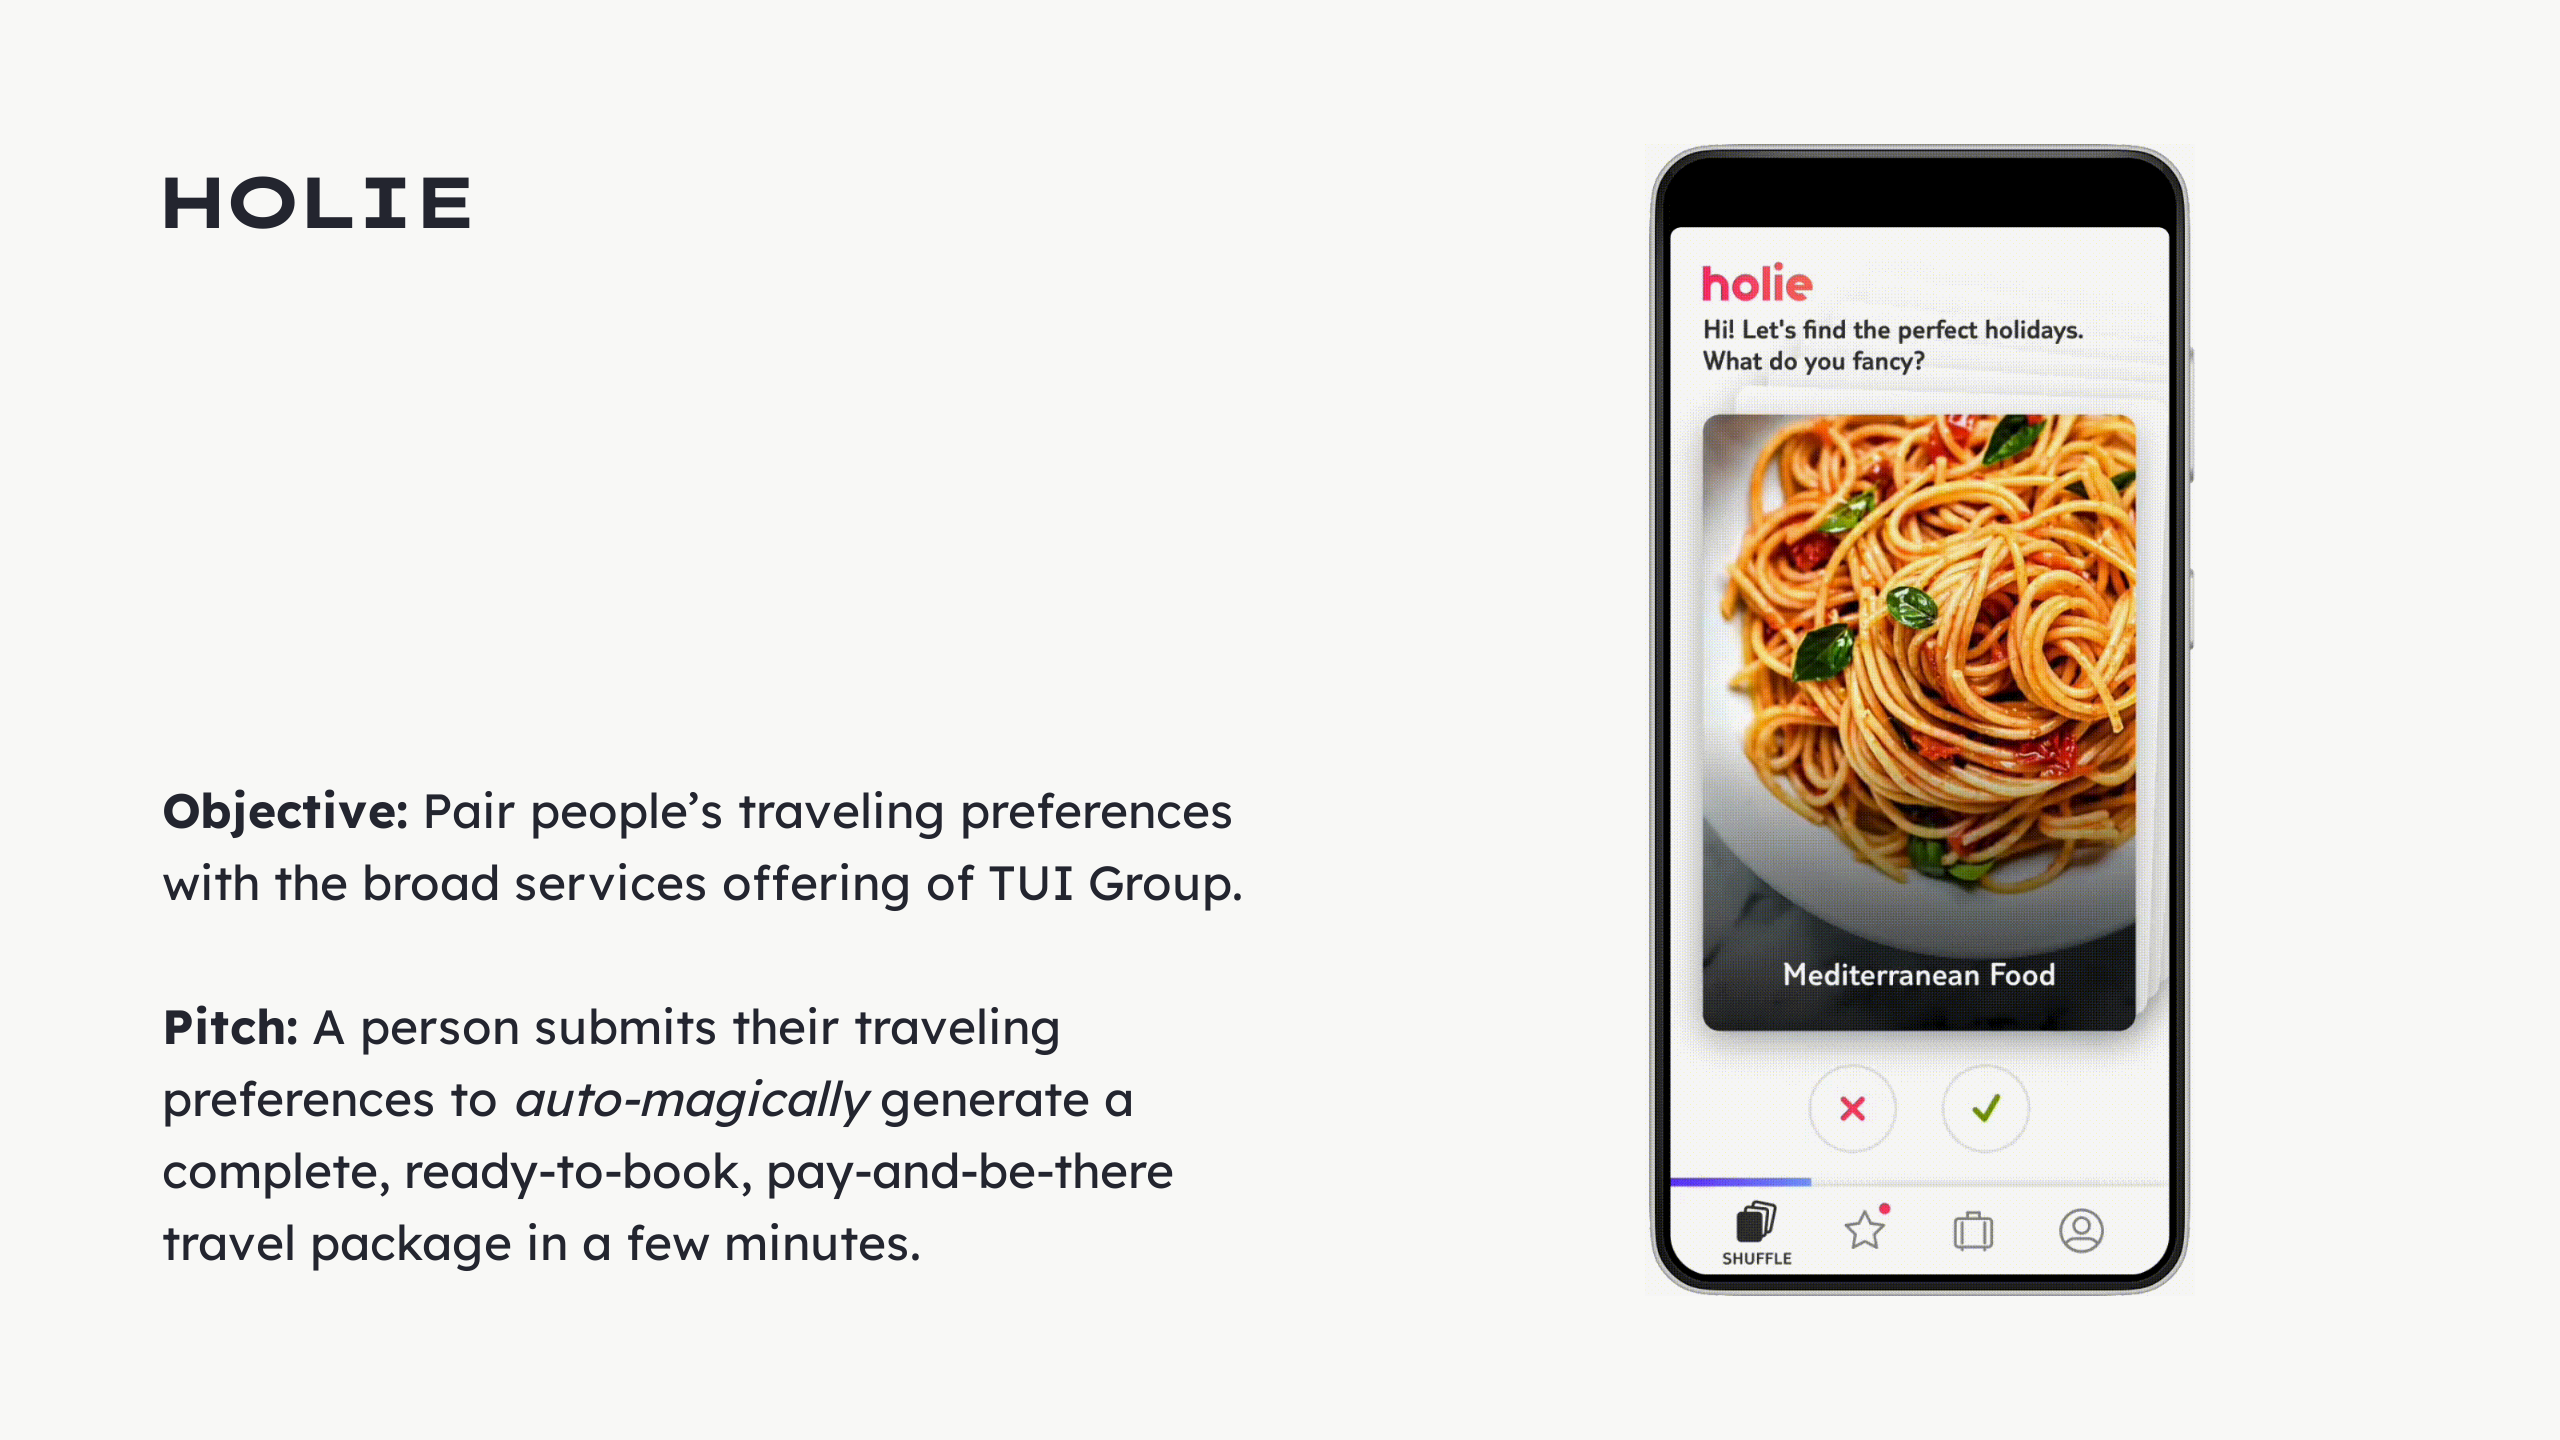 HOLIE
Objective: Pair people’s traveling preferences
with the broad services offering of TUI Group.
Pitch: A person submits their traveling
preferences to auto-magically generate a
complete, ready-to-book, pay-and-be-there
travel package in a few minutes.
holie
Hi! Let's find the perfect holidays.
What do you fancy?
Mediterranean Food
SHUFFLE